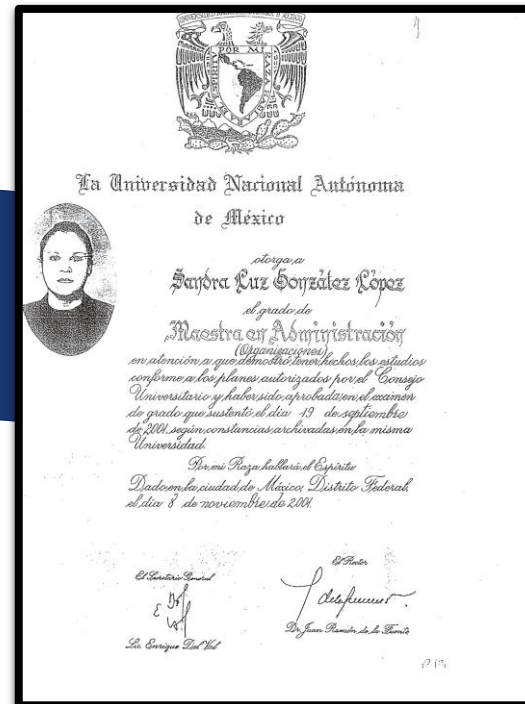 POR MI RAZA
ESPIRITU
La Universidad Nacional Autónoma
de México
otorga a
Sandra Luz González López
el grado de
Maestra en Administración
(Organizaciones)
en atención a que demostró tener hechos los estudios
conforme a los planes autorizados por el Consejo
Universitario y haber sido aprobada en el examen
de grado que sustentó el día 19 de septiembre
de 2001, según constancias archivadas en la misma
Universidad.
Por mi Raza hablará el Espíritu
Dado en la ciudad de México, Distrito Federal,
el día 8 de noviembre de 2001.
El Secretario General
El Rector
Lic. Enrique Del Val
Dr. Juan Ramón de la Fuente